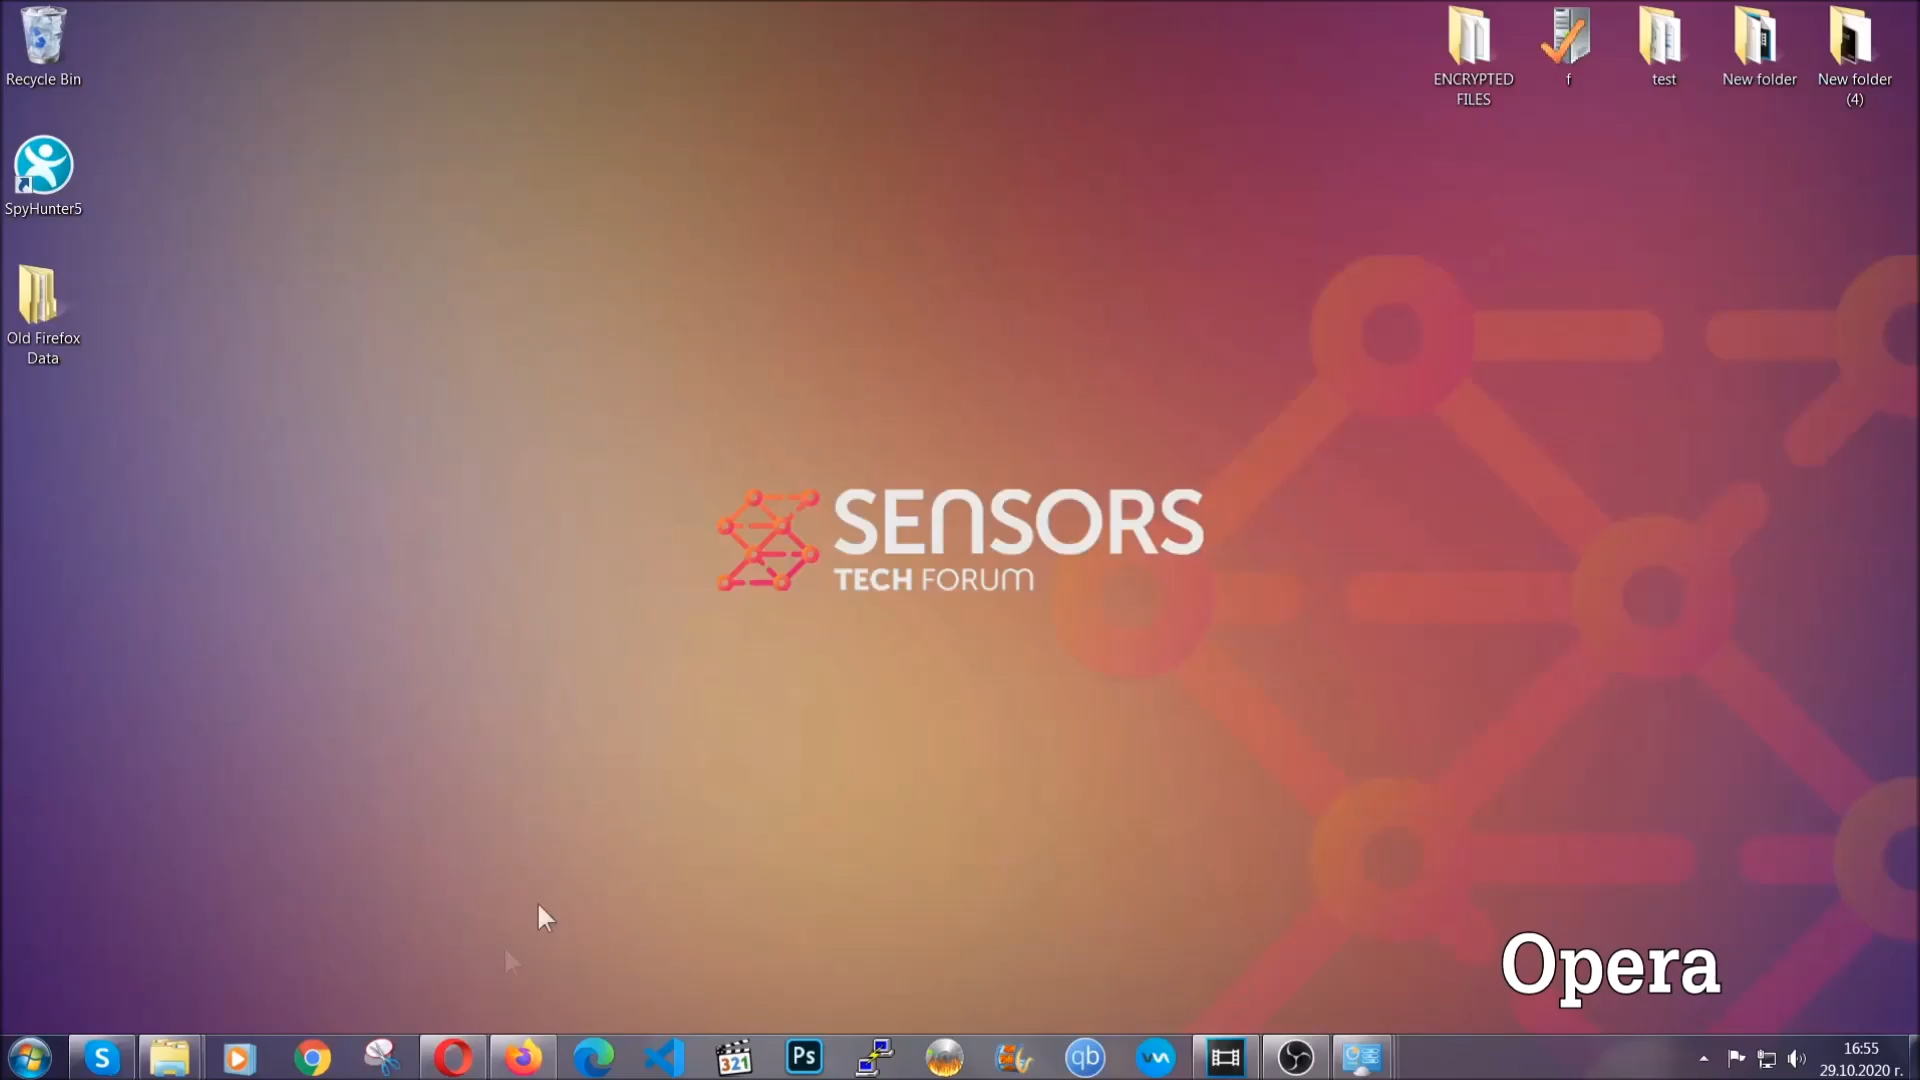 Recycle Bin
SpyHunter5
Old Firefox
Data
ENCRYPTED
FILES
f
test
New folder
New folder
(4)
SENSORS
TECH FORUM
Opera
S
321
Ps
qb
16:55
29.10.2020 г.